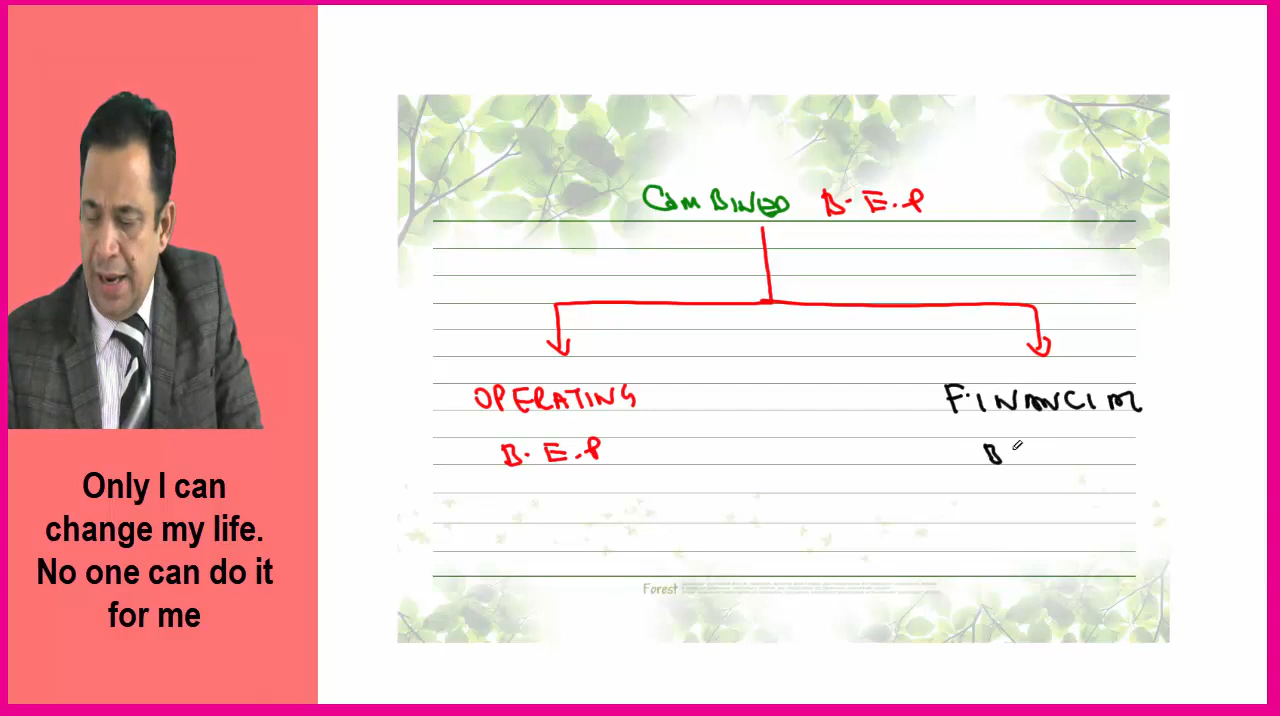 COMBINED B.E.P
OPERATING
B.E.P
FINANCIAL
B
Only I can
change my life.
No one can do it
for me
Forest